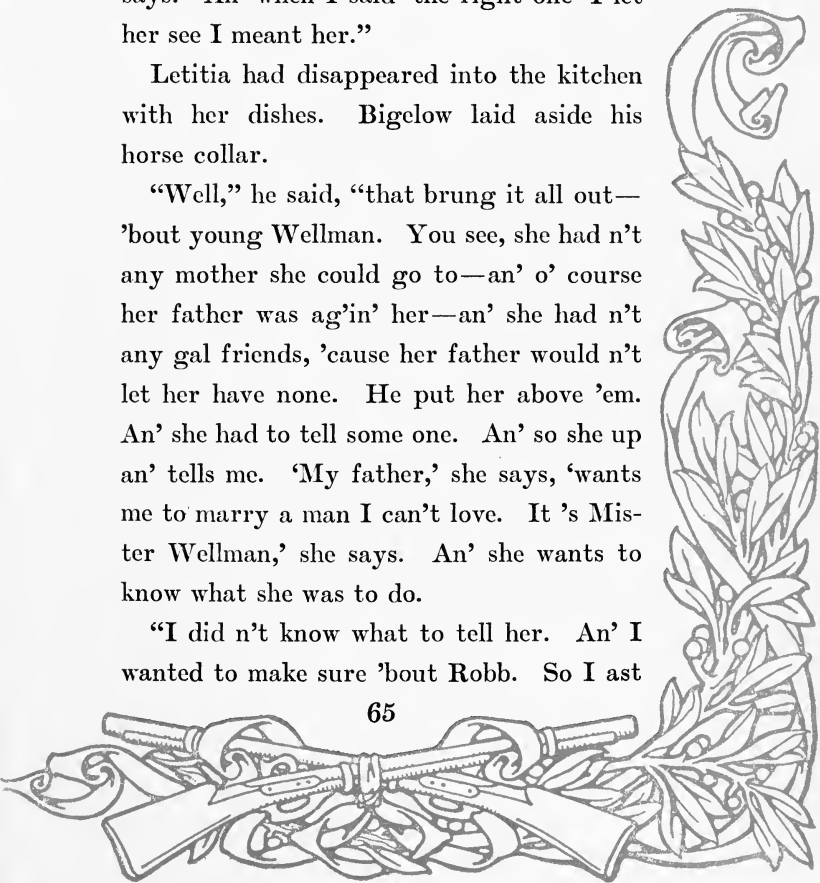 says. An' when I said 'the right one' I let
her see I meant her.”
Letitia had disappeared into the kitchen
with her dishes. Bigelow laid aside his
horse collar.
“Well,” he said, “that brung it all out—
’bout young Wellman. You see, she had n’t
any mother she could go to—an’ o’ course
her father was ag’in’ her—an’ she had n’t
any gal friends, ’cause her father would n’t
let her have none. He put her above ’em.
An’ she had to tell some one. An’ so she up
an’ tells me. ‘My father,’ she says, ‘wants
me to marry a man I can’t love. It ’s Mis-
ter Wellman,’ she says. An’ she wants to
know what she was to do.
“I did n’t know what to tell her. An’ I
wanted to make sure ’bout Robb. So I ast
65